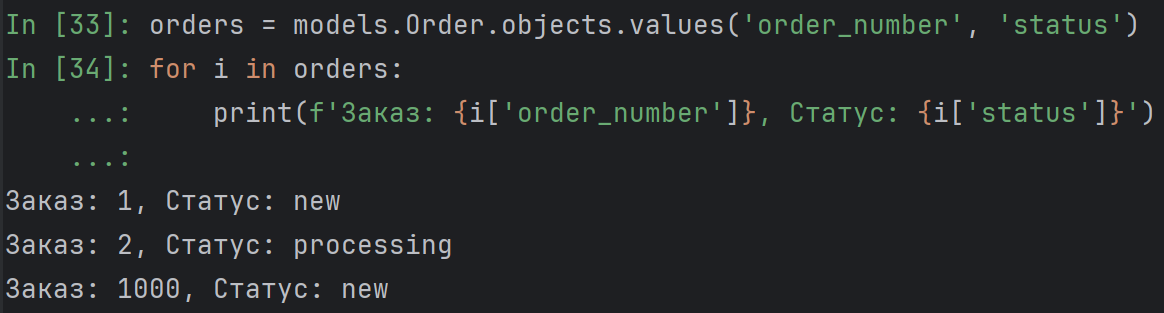 In [33]: orders = models.Order.objects.values('order_number', 'status')
In [34]: for i in orders:
    ...:     print(f'Заказ: {i['order_number']}, Статус: {i['status']}')
    ...:
Заказ: 1, Статус: new
Заказ: 2, Статус: processing
Заказ: 1000, Статус: new